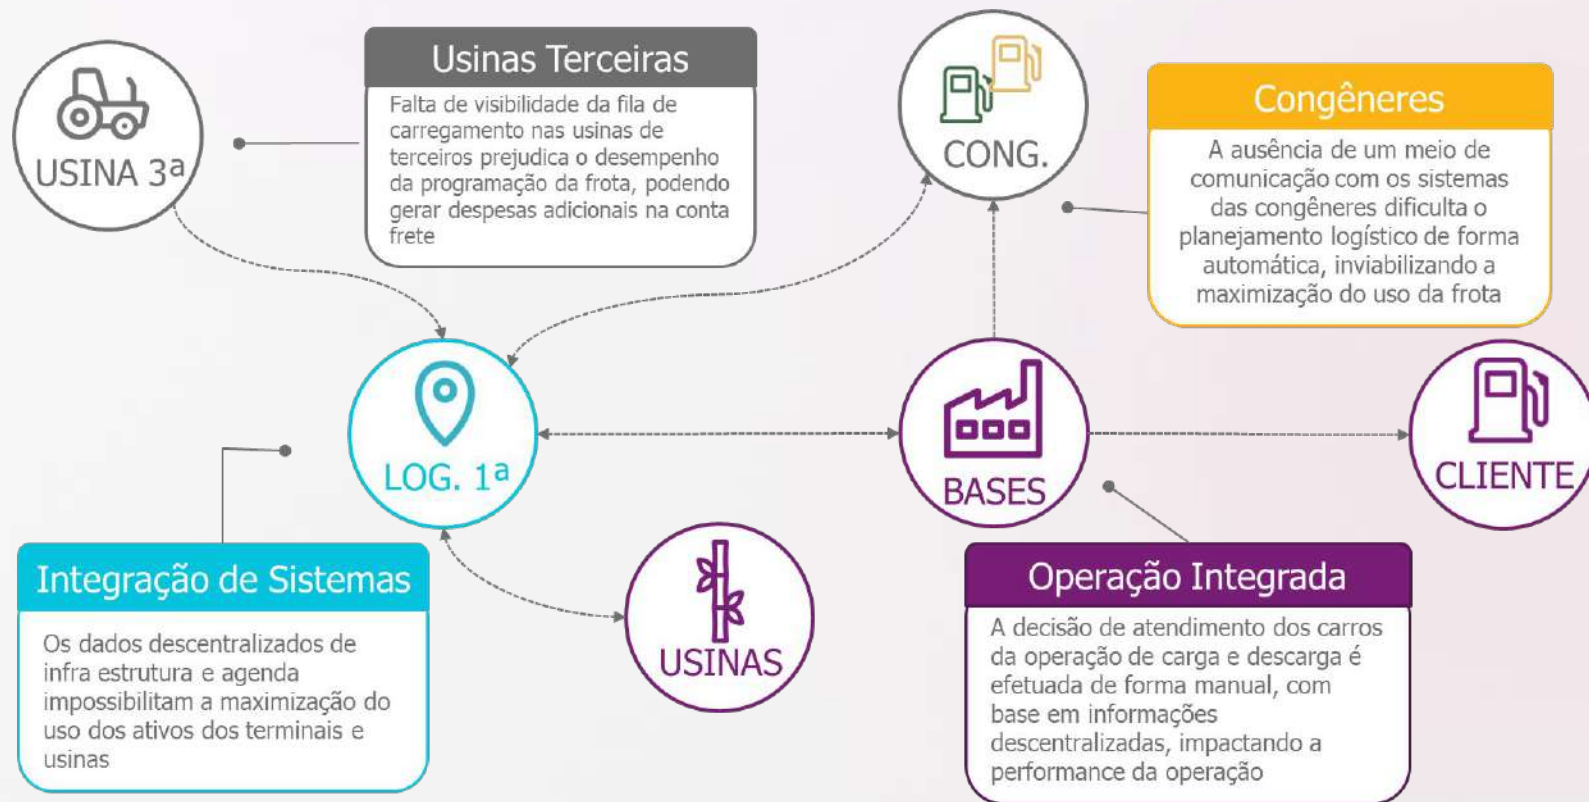 USINA 3ª
Usinas Terceiras
Falta de visibilidade da fila de
carregamento nas usinas de
terceiros prejudica o desempenho
da programação da frota, podendo
gerar despesas adicionais na conta
frete
CONG.
Congêneres
A ausência de um meio de
comunicação com os sistemas
das congêneres dificulta o
planejamento logístico de forma
automática, inviabilizando a
maximização do uso da frota
LOG. 1ª
BASES
CLIENTE
Integração de Sistemas
Os dados descentralizados de
infra estrutura e agenda
impossibilitam a maximização do
uso dos ativos dos terminais e
usinas
USINAS
Operação Integrada
A decisão de atendimento dos carros
da operação de carga e descarga é
efetuada de forma manual, com
base em informações
descentralizadas, impactando a
performance da operação